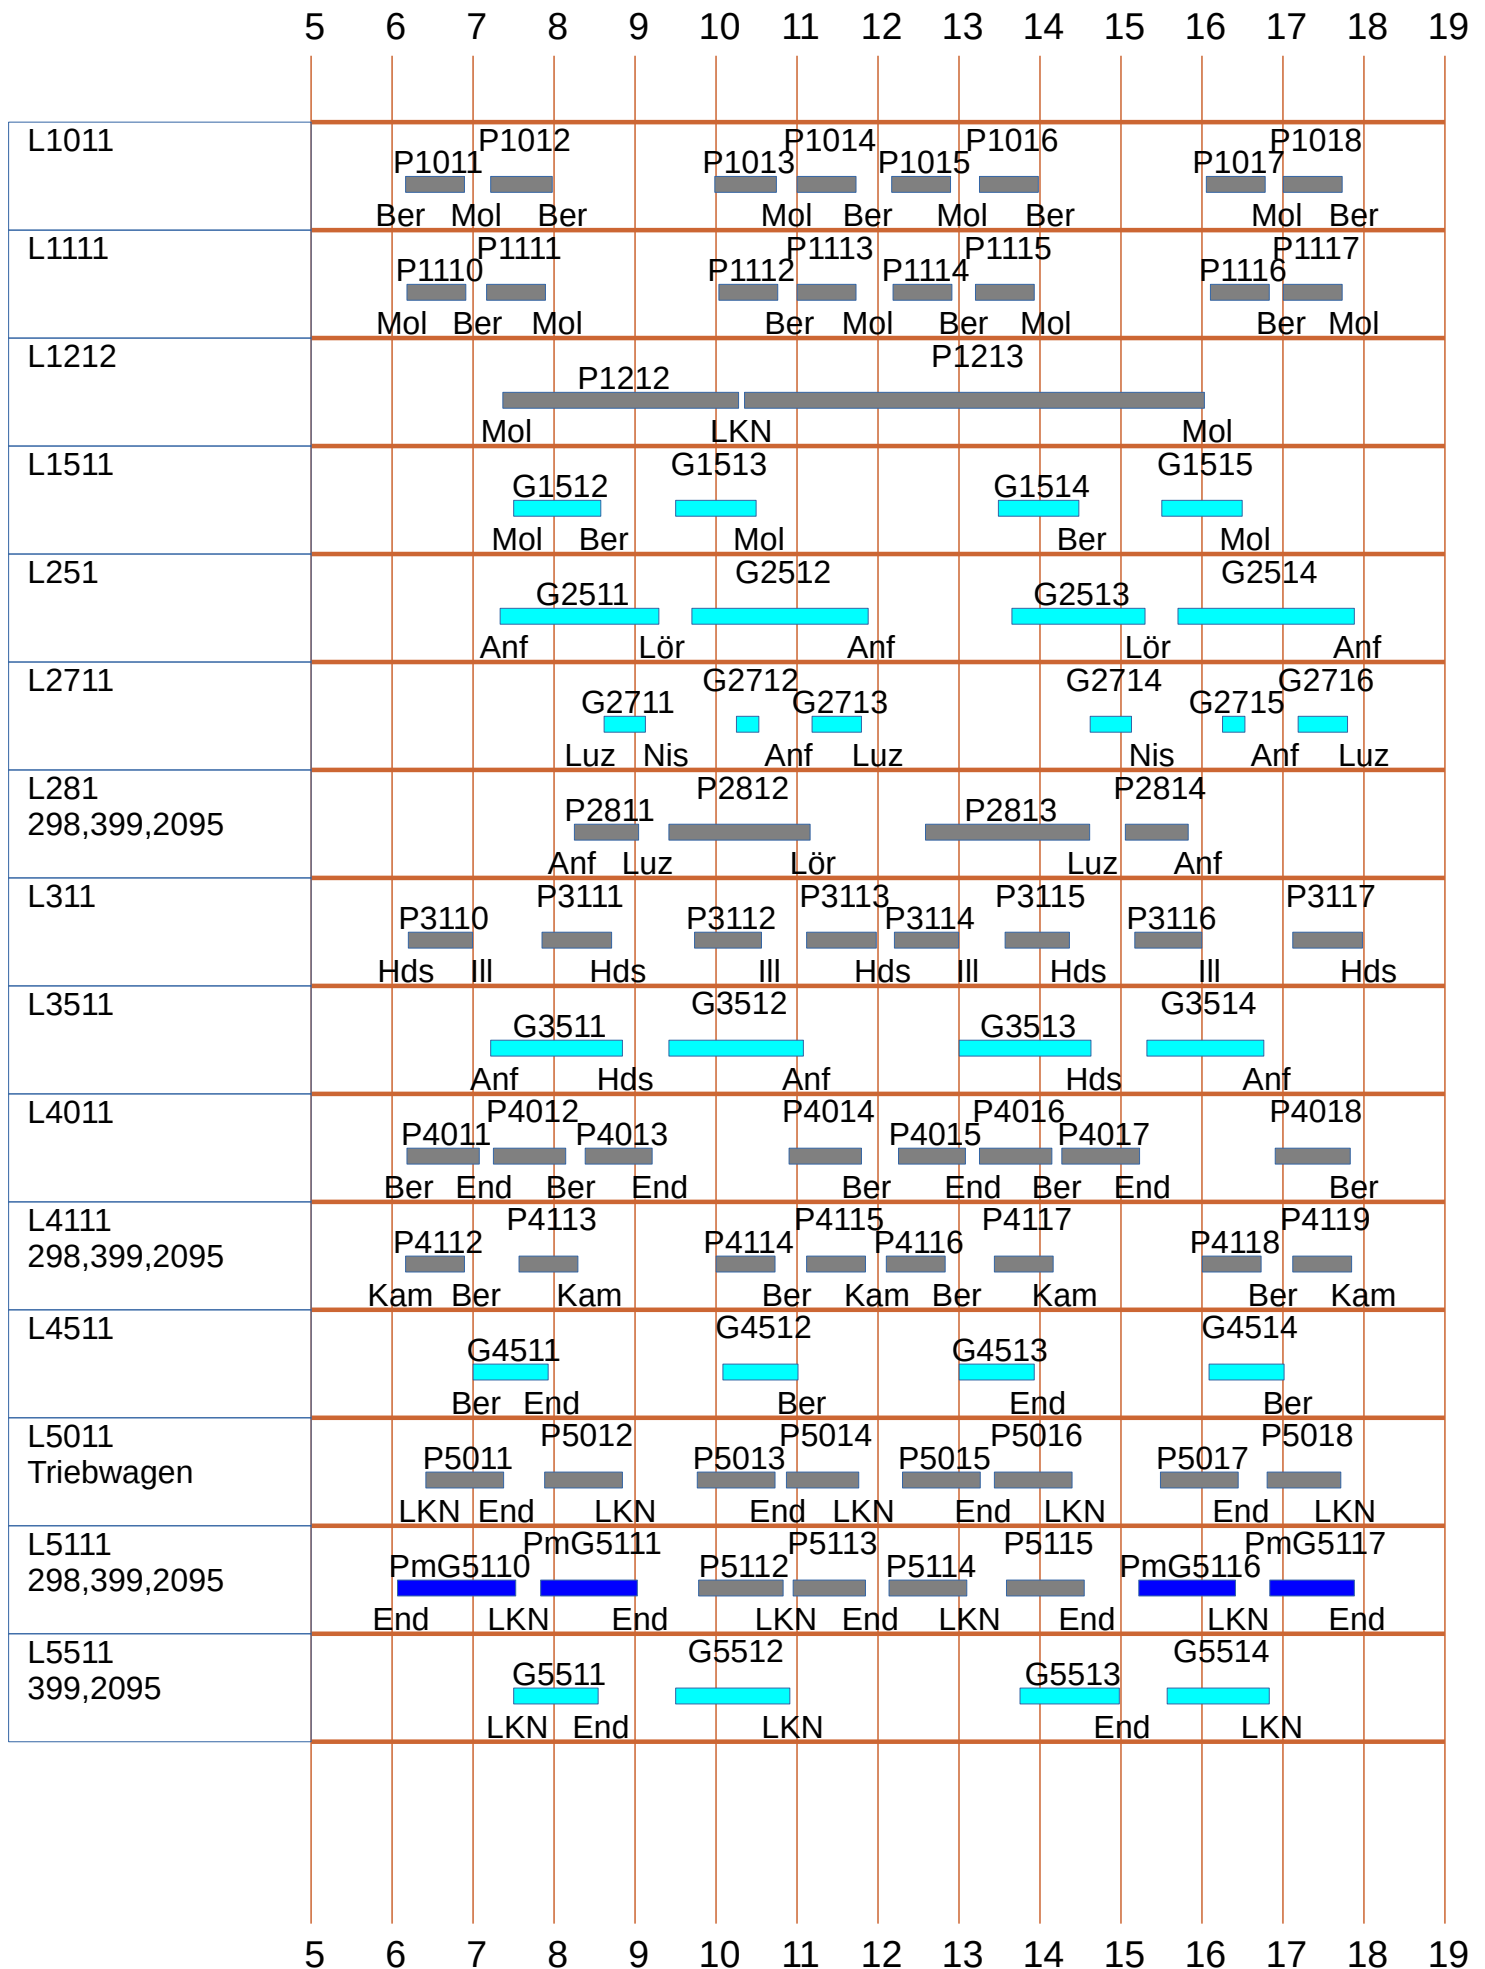 5 6 7 8 9 10 11 12 13 14 15 16 17 18 19
L1011
P1012 P1014 P1016 P1018
P1011 P1013 P1015 P1017
Ber Mol Ber Mol Ber Mol Ber Mol Ber
L1111
P1111 P1113 P1115 P1117
P1110 P1112 P1114 P1116
Mol Ber Mol Ber Mol Ber Mol Ber Mol
L1212
P1213
P1212
Mol LKN Mol
L1511
G1513 G1515
G1512 G1514
Mol Ber Mol Ber Mol
L251
G2512 G2514
G2511 G2513
Anf Lör Anf Lör Anf
L2711
G2712 G2714 G2716
G2711 G2713 G2715
Luz Nis Anf Luz Nis Anf Luz
L281
P2812 P2814
298,399,2095
P2811 P2813
Anf Luz Lör Luz Anf
L311
P3111 P3113 P3115 P3117
P3110 P3112 P3114 P3116
Hds Ill Hds Ill Hds Ill Hds Ill Hds
L3511
G3512 G3514
G3511 G3513
Anf Hds Anf Hds Anf
L4011
P4012 P4014 P4016 P4018
P4011 P4013 P4015 P4017
Ber End Ber End Ber End Ber End Ber
L4111
P4113 P4115 P4117 P4119
298,399,2095
P4112 P4114 P4116 P4118
Kam Ber Kam Ber Kam Ber Kam Ber Kam
L4511
G4512 G4514
G4511 G4513
Ber End Ber End Ber
L5011
P5012 P5014 P5016 P5018
Triebwagen
P5011 P5013 P5015 P5017
LKN End LKN End LKN End LKN End LKN
L5111
PmG5111 P5113 P5115 PmG5117
298,399,2095
PmG5110 P5112 P5114 PmG5116
End LKN End LKN End LKN End LKN End
L5511
G5512 G5514
399,2095
G5511 G5513
LKN End LKN End LKN
5 6 7 8 9 10 11 12 13 14 15 16 17 18 19